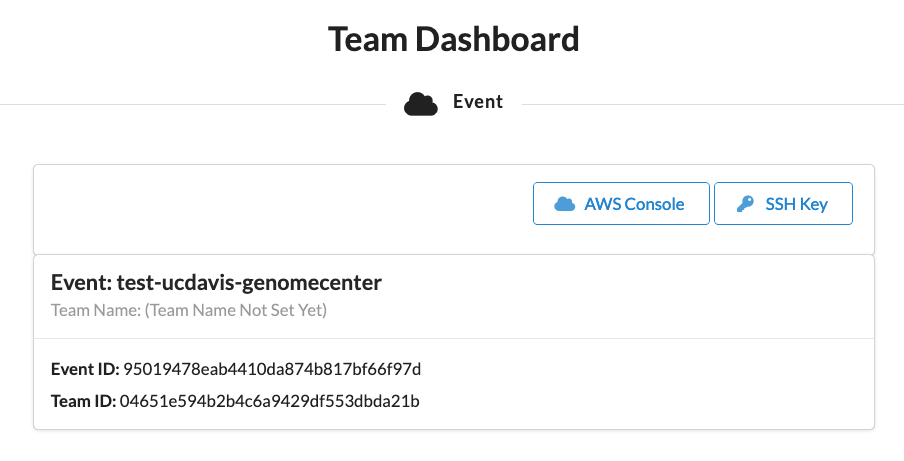 Team Dashboard
Event
AWS Console
SSH Key
Event: test-ucdavis-genomecenter
Team Name: (Team Name Not Set Yet)
Event ID: 95019478eab4410da874b817bf66f97d
Team ID: 04651e594b2b4c6a9429df553dbda21b